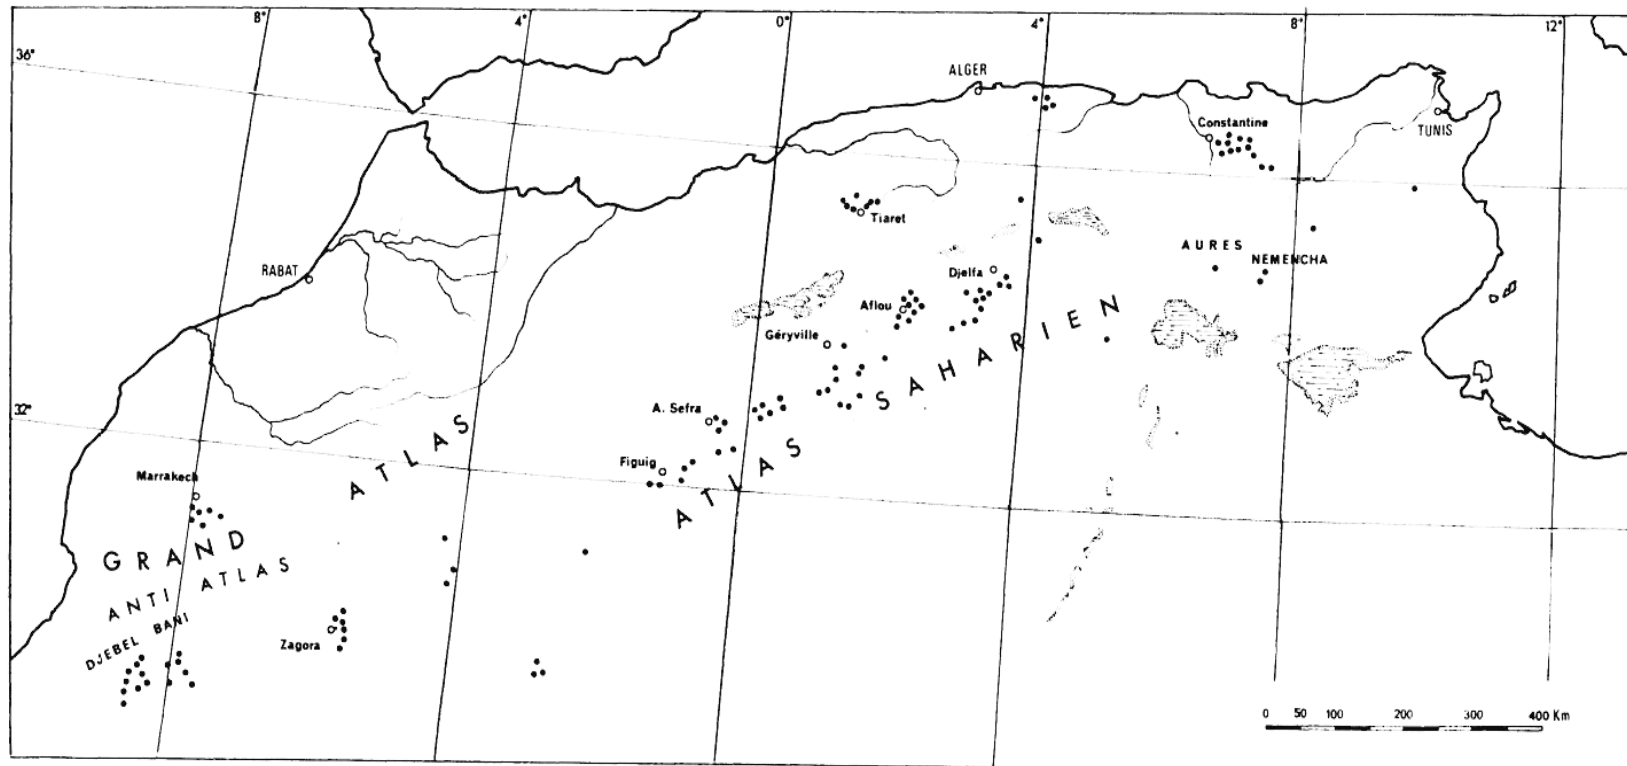 8° 4° 0° 4° 8° 12°
36°
ALGER
Constantine
TUNIS
Tiaret
AURES
NEMENCHA
RABAT
Djelfa
Aflou
Géryville
ATLAS SAHARIEN
A. Sefra
32°
Figuig
Marrakech
GRAND ATLAS
ANTI ATLAS
DJEBEL BANI
Zagora
0 50 100 200 300 400 Km